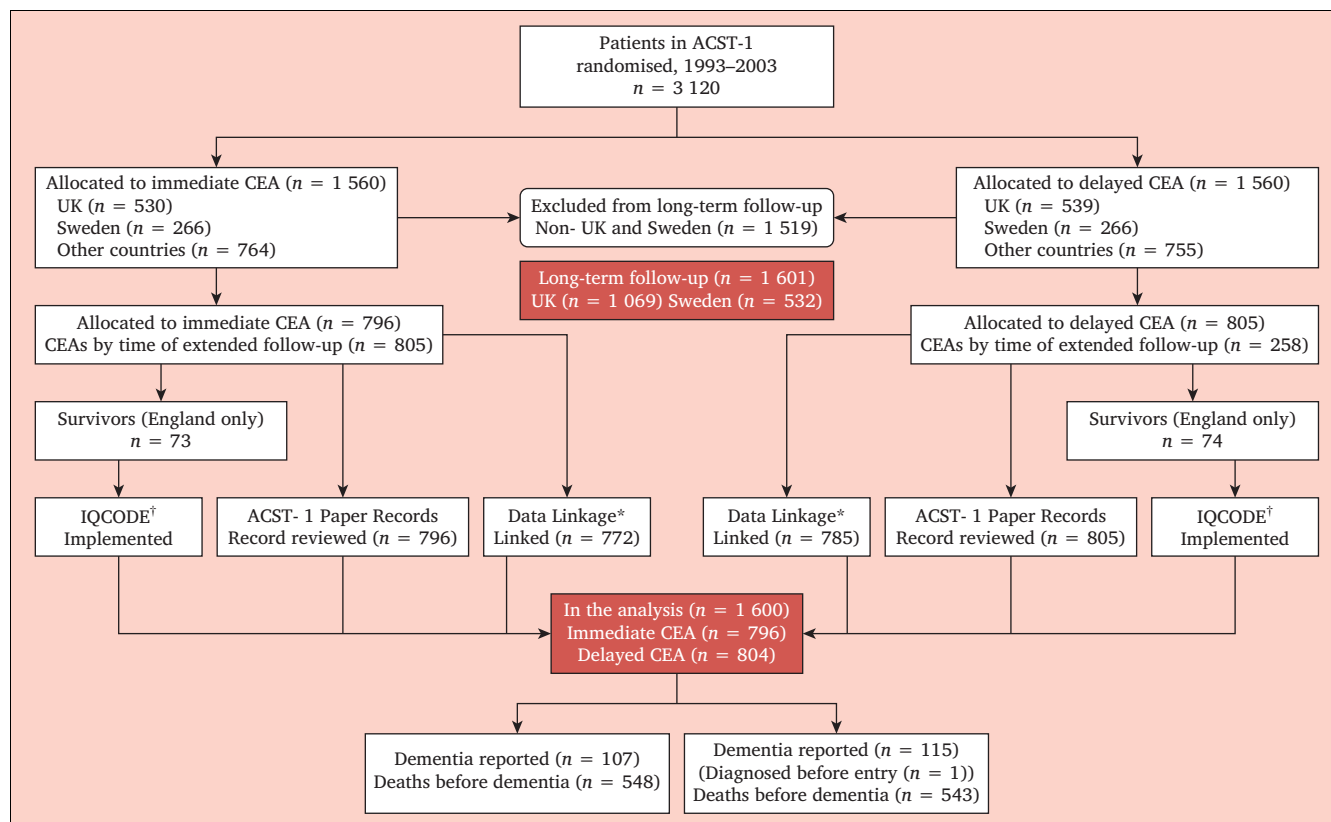 Patients in ACST-1
randomised, 1993–2003
n = 3 120
Allocated to immediate CEA (n = 1 560)
UK (n = 530)
Sweden (n = 266)
Other countries (n = 764)
Excluded from long-term follow-up
Non- UK and Sweden (n = 1 519)
Allocated to delayed CEA (n = 1 560)
UK (n = 539)
Sweden (n = 266)
Other countries (n = 755)
Long-term follow-up (n = 1 601)
UK (n = 1 069) Sweden (n = 532)
Allocated to immediate CEA (n = 796)
CEAs by time of extended follow-up (n = 805)
Allocated to delayed CEA (n = 805)
CEAs by time of extended follow-up (n = 258)
Survivors (England only)
n = 73
Survivors (England only)
n = 74
IQCODE†
Implemented
ACST- 1 Paper Records
Record reviewed (n = 796)
Data Linkage*
Linked (n = 772)
Data Linkage*
Linked (n = 785)
ACST- 1 Paper Records
Record reviewed (n = 805)
IQCODE†
Implemented
In the analysis (n = 1 600)
Immediate CEA (n = 796)
Delayed CEA (n = 804)
Dementia reported (n = 107)
Deaths before dementia (n = 548)
Dementia reported (n = 115)
(Diagnosed before entry (n = 1))
Deaths before dementia (n = 543)